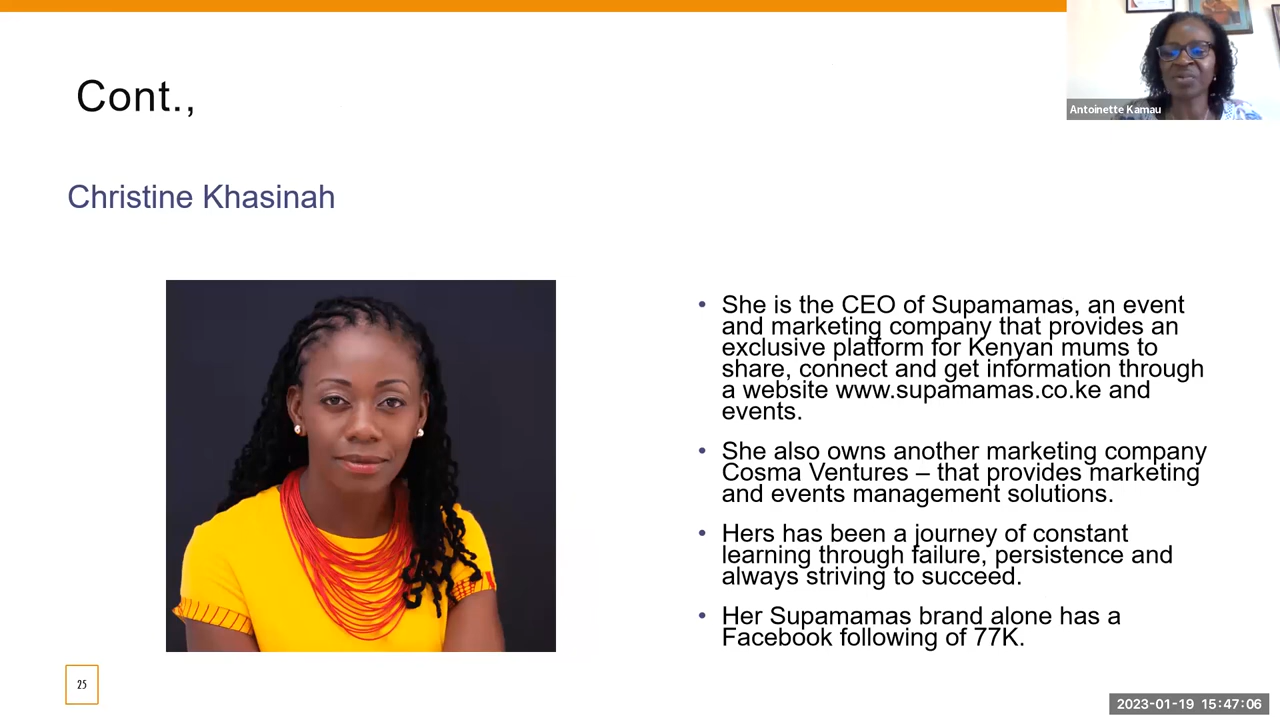 Cont.,
Antoinette Kamau
Christine Khasinah
• She is the CEO of Supamamas, an event
and marketing company that provides an
exclusive platform for Kenyan mums to
share, connect and get information through
a website www.supamamas.co.ke and
events.
• She also owns another marketing company
Cosma Ventures – that provides marketing
and events management solutions.
• Hers has been a journey of constant
learning through failure, persistence and
always striving to succeed.
• Her Supamamas brand alone has a
Facebook following of 77K.
25
2023-01-19 15:47:06